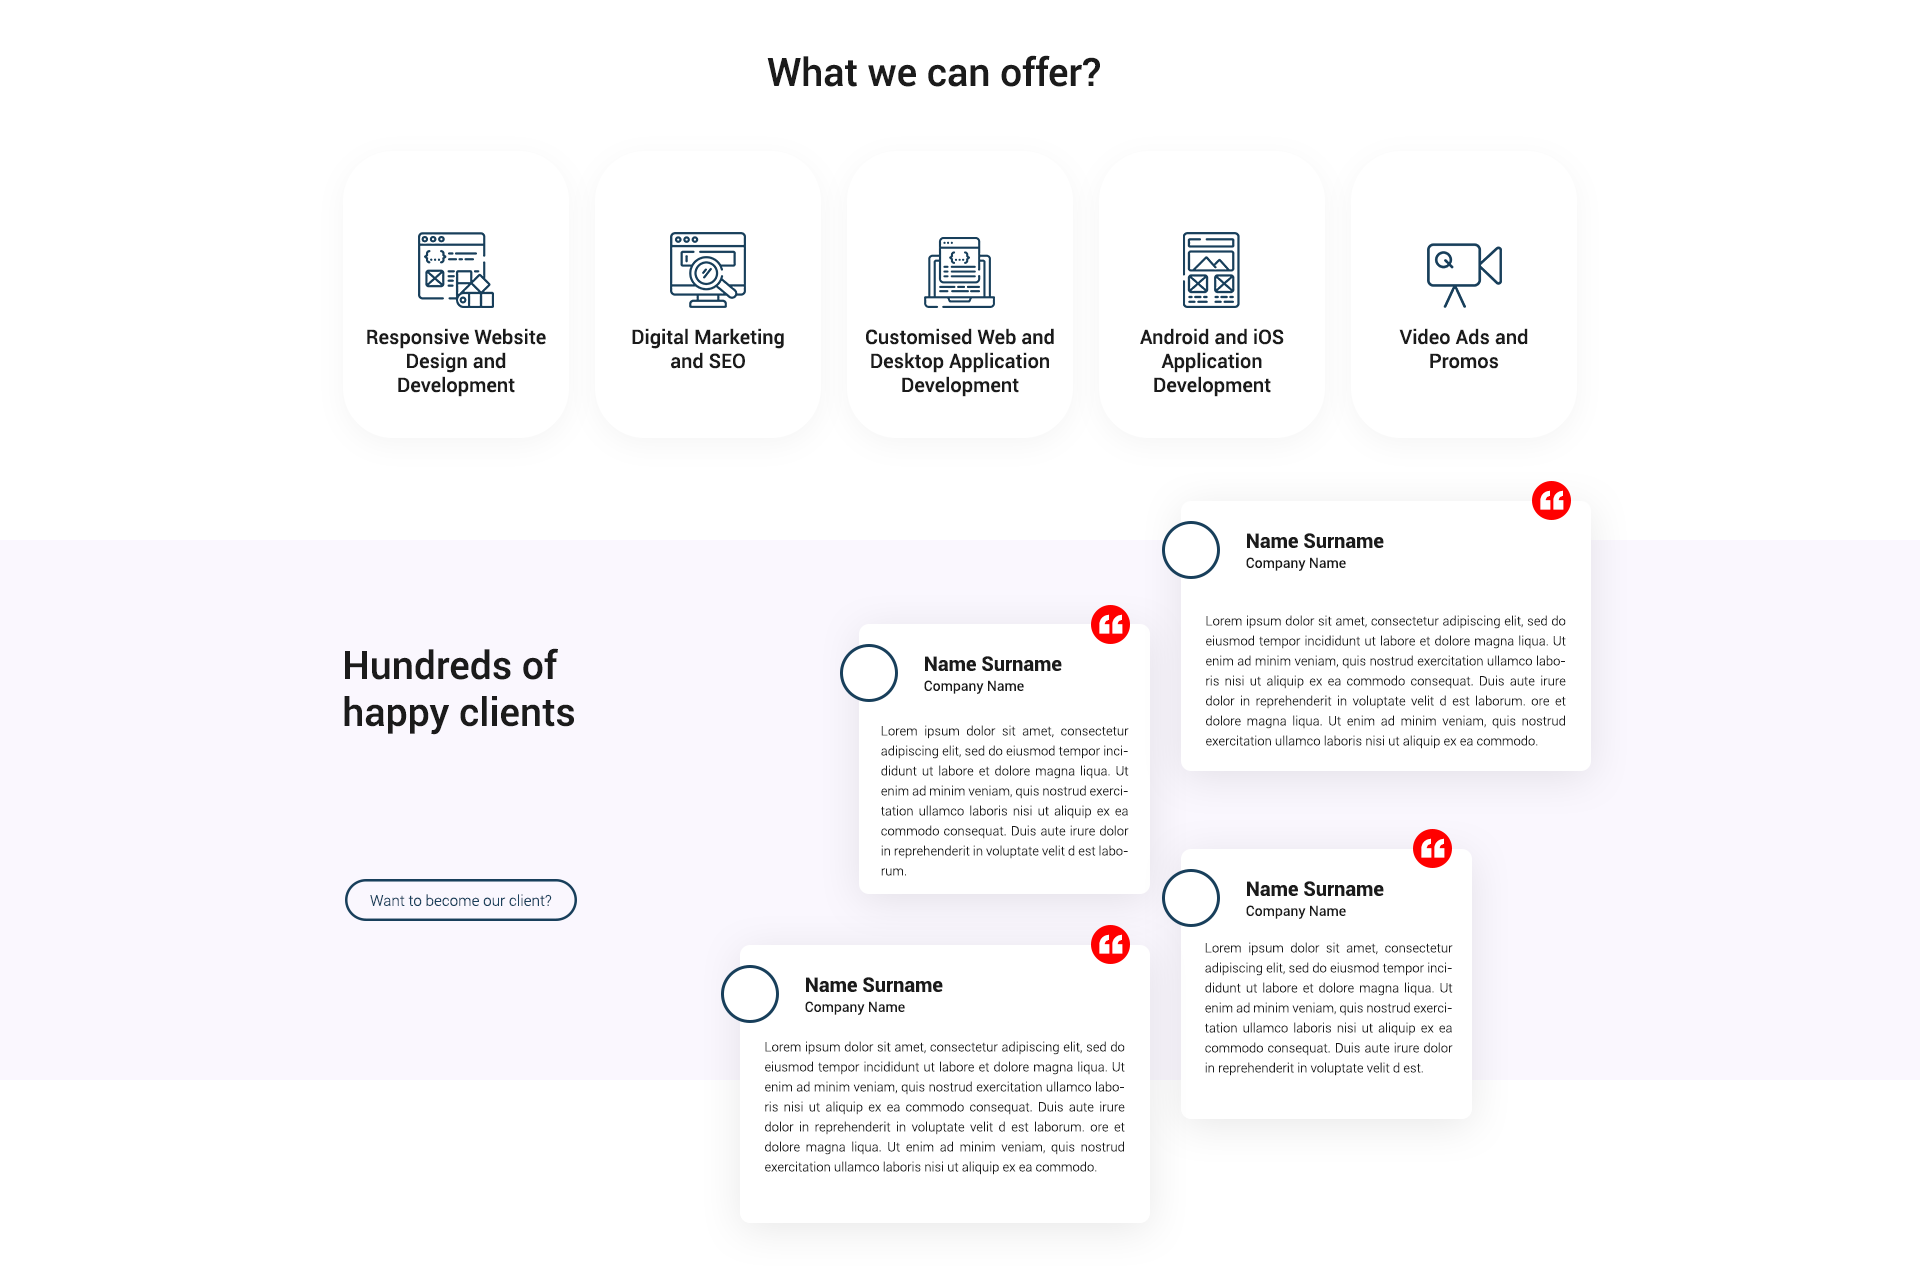 What we can offer?
Responsive Website
Design and
Development
Digital Marketing
and SEO
Customised Web and
Desktop Application
Development
Android and iOS
Application
Development
Video Ads and
Promos
Hundreds of
happy clients
Want to become our client?
Name Surname
Company Name
Lorem ipsum dolor sit amet, consectetur
adipiscing elit, sed do eiusmod tempor inci-
didunt ut labore et dolore magna liqua. Ut
enim ad minim veniam, quis nostrud exerci-
tation ullamco laboris nisi ut aliquip ex ea
commodo consequat. Duis aute irure dolor
in reprehenderit in voluptate velit d est labo-
rum.
Name Surname
Company Name
Lorem ipsum dolor sit amet, consectetur adipiscing elit, sed do
eiusmod tempor incididunt ut labore et dolore magna liqua. Ut
enim ad minim veniam, quis nostrud exercitation ullamco labo-
ris nisi ut aliquip ex ea commodo consequat. Duis aute irure
dolor in reprehenderit in voluptate velit d est laborum. ore et
dolore magna liqua. Ut enim ad minim veniam, quis nostrud
exercitation ullamco laboris nisi ut aliquip ex ea commodo.
Name Surname
Company Name
Lorem ipsum dolor sit amet, consectetur adipiscing elit, sed do
eiusmod tempor incididunt ut labore et dolore magna liqua. Ut
enim ad minim veniam, quis nostrud exercitation ullamco labo-
ris nisi ut aliquip ex ea commodo consequat. Duis aute irure
dolor in reprehenderit in voluptate velit d est laborum. ore et
dolore magna liqua. Ut enim ad minim veniam, quis nostrud
exercitation ullamco laboris nisi ut aliquip ex ea commodo.
Name Surname
Company Name
Lorem ipsum dolor sit amet, consectetur
adipiscing elit, sed do eiusmod tempor inci-
didunt ut labore et dolore magna liqua. Ut
enim ad minim veniam, quis nostrud exerci-
tation ullamco laboris nisi ut aliquip ex ea
commodo consequat. Duis aute irure dolor
in reprehenderit in voluptate velit d est.